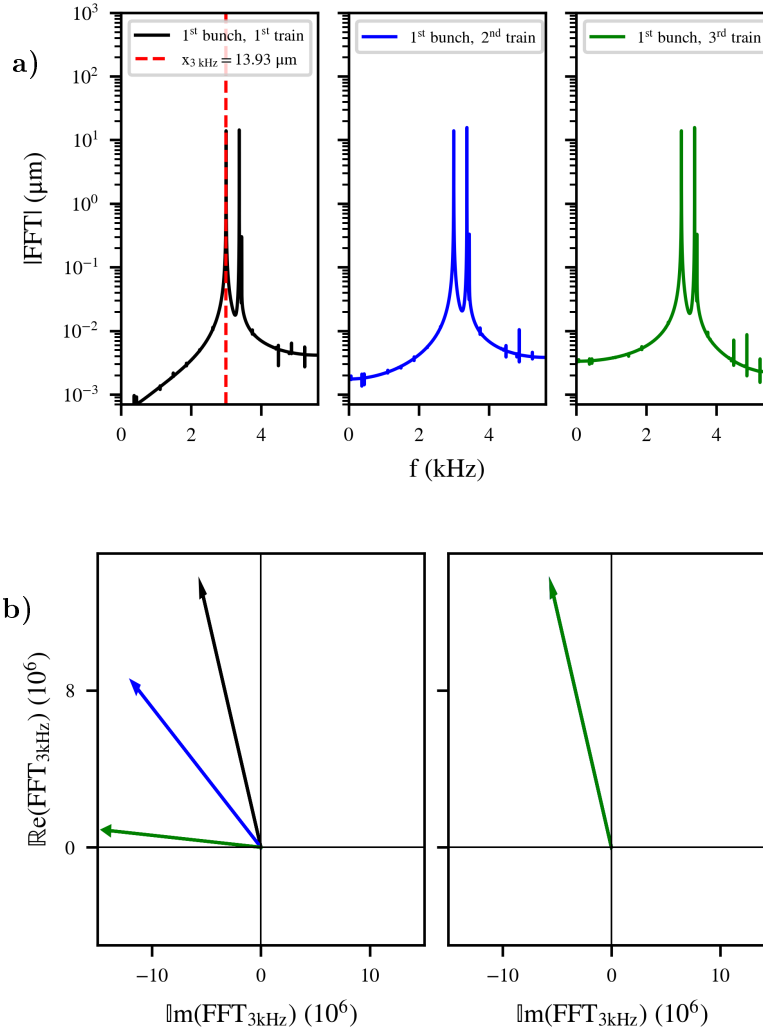 a)
|FFT| (μm)
10³
10²
10¹
10⁰
10⁻¹
10⁻²
10⁻³
1ˢᵗ bunch, 1ˢᵗ train
x₃ ₖHz = 13.93 μm
1ˢᵗ bunch, 2ⁿᵈ train
1ˢᵗ bunch, 3ʳᵈ train
0 2 4 0 2 4 0 2 4
f (kHz)
b)
ℝe(FFT₃ₖHz) (10⁶)
8
0
−10 0 10 −10 0 10
𝕀m(FFT₃ₖHz) (10⁶) 𝕀m(FFT₃ₖHz) (10⁶)